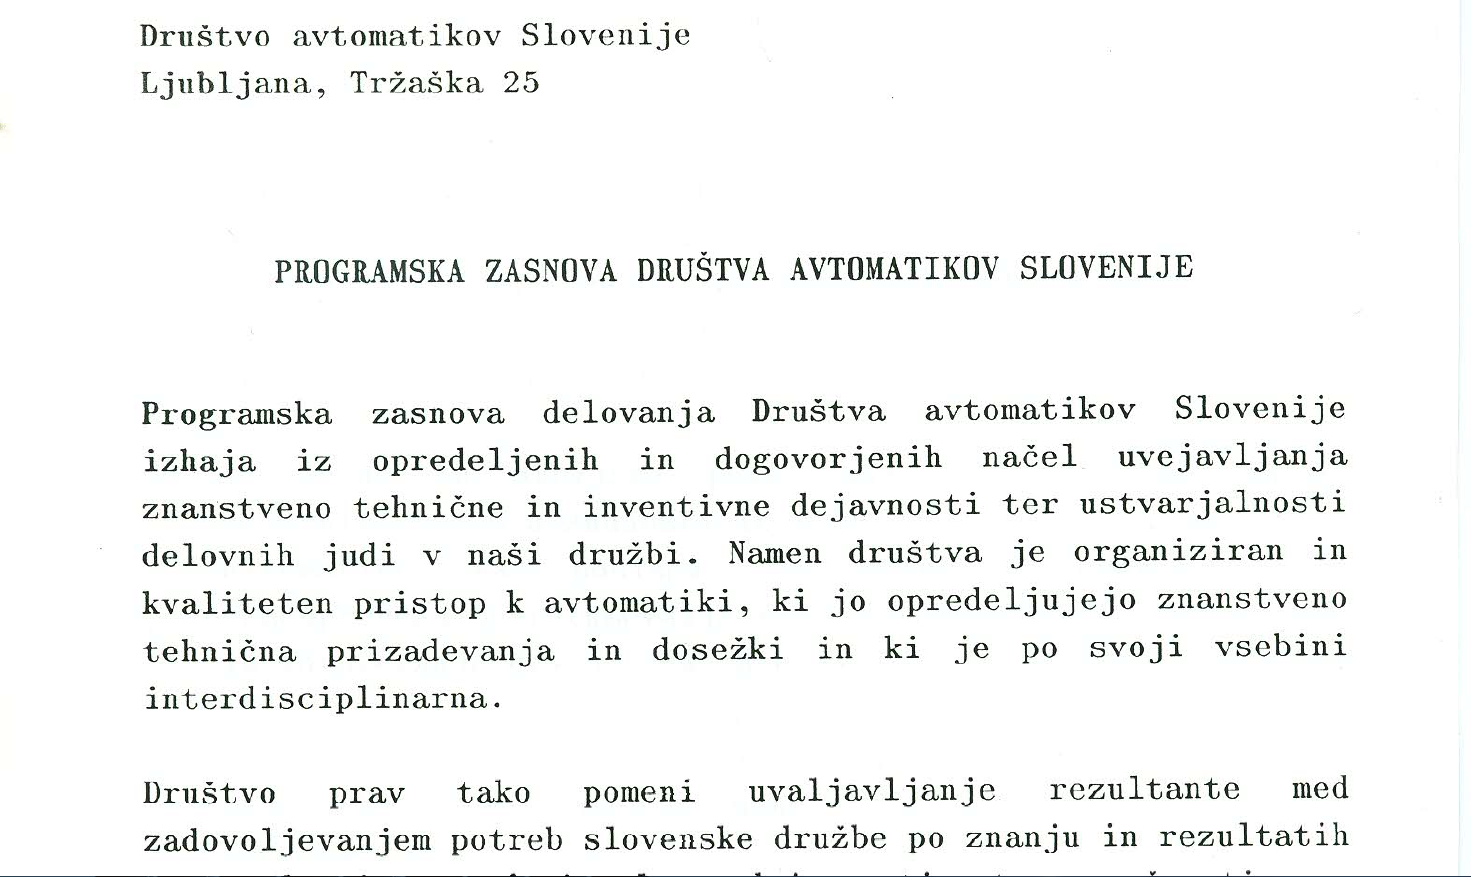 Društvo avtomatikov Slovenije
Ljubljana, Tržaška 25
PROGRAMSKA ZASNOVA DRUŠTVA AVTOMATIKOV SLOVENIJE
Programska zasnova delovanja Društva avtomatikov Slovenije
izhaja iz opredeljenih in dogovorjenih načel uvejavljanja
znanstveno tehnične in inventivne dejavnosti ter ustvarjalnosti
delovnih judi v naši družbi. Namen društva je organiziran in
kvaliteten pristop k avtomatiki, ki jo opredeljujejo znanstveno
tehnična prizadevanja in dosežki in ki je po svoji vsebini
interdisciplinarna.
Društvo prav tako pomeni uvaljavljanje rezultante med
zadovoljevanjem potreb slovenske družbe po znanju in rezultatih